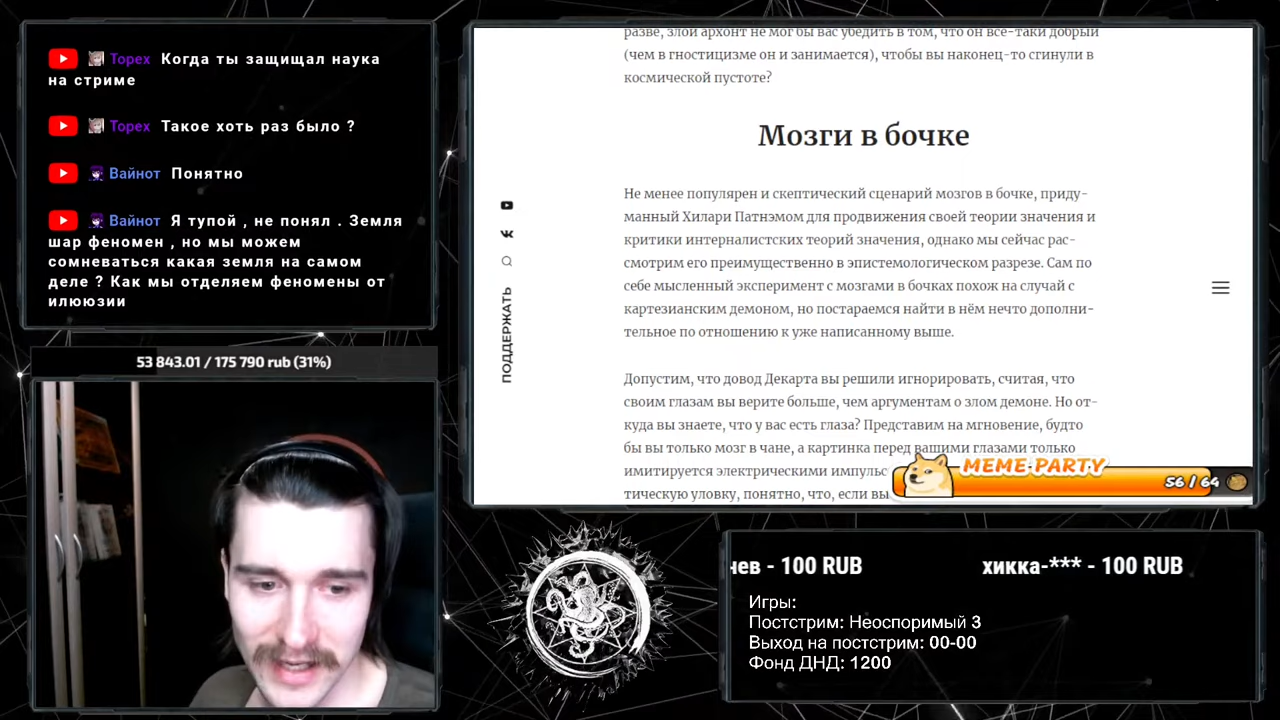 Торех Когда ты защищал наука
на стриме
Торех Такое хоть раз было ?
Вайнот Понятно
Вайнот Я тупой , не понял . Земля
шар феномен , но мы можем
сомневаться какая земля на самом
деле ? Как мы отделяем феномены от
илююзии
53 843.01 / 175 790 rub (31%)
разве, злой архонт не мог бы вас убедить в том, что он все-таки добрый
(чем в гностицизме он и занимается), чтобы вы наконец-то сгинули в
космической пустоте?
Мозги в бочке
Не менее популярен и скептический сценарий мозгов в бочке, приду-
манный Хилари Патнэмом для продвижения своей теории значения и
критики интерналистских теорий значения, однако мы сейчас рас-
смотрим его преимущественно в эпистемологическом разрезе. Сам по
себе мысленный эксперимент с мозгами в бочках похож на случай с
картезианским демоном, но постараемся найти в нём нечто дополни-
тельное по отношению к уже написанному выше.
Допустим, что довод Декарта вы решили игнорировать, считая, что
своим глазам вы верите больше, чем аргументам о злом демоне. Но от-
куда вы знаете, что у вас есть глаза? Представим на мгновение, будто
бы вы только мозг в чане, а картинка перед вашими глазами только
имитируется электрическими импульс
тическую уловку, понятно, что, если вы
ПОДДЕРЖАТЬ
MEME PARTY
56 / 64
чев - 100 RUB
хикка-*** - 100 RUB
Игры:
Постстрим: Неоспоримый 3
Выход на постстрим: 00-00
Фонд ДНД: 1200